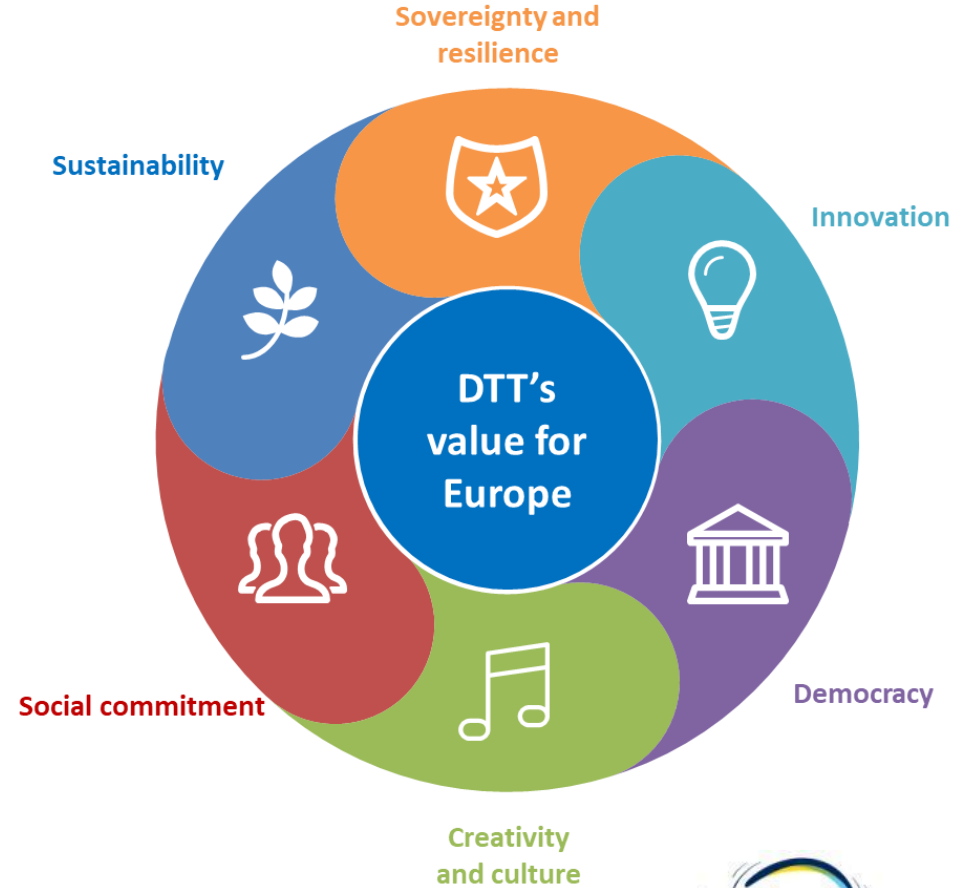 Sovereignty and
resilience
Sustainability
Innovation
DTT's
value for
Europe
Social commitment
Democracy
Creativity
and culture